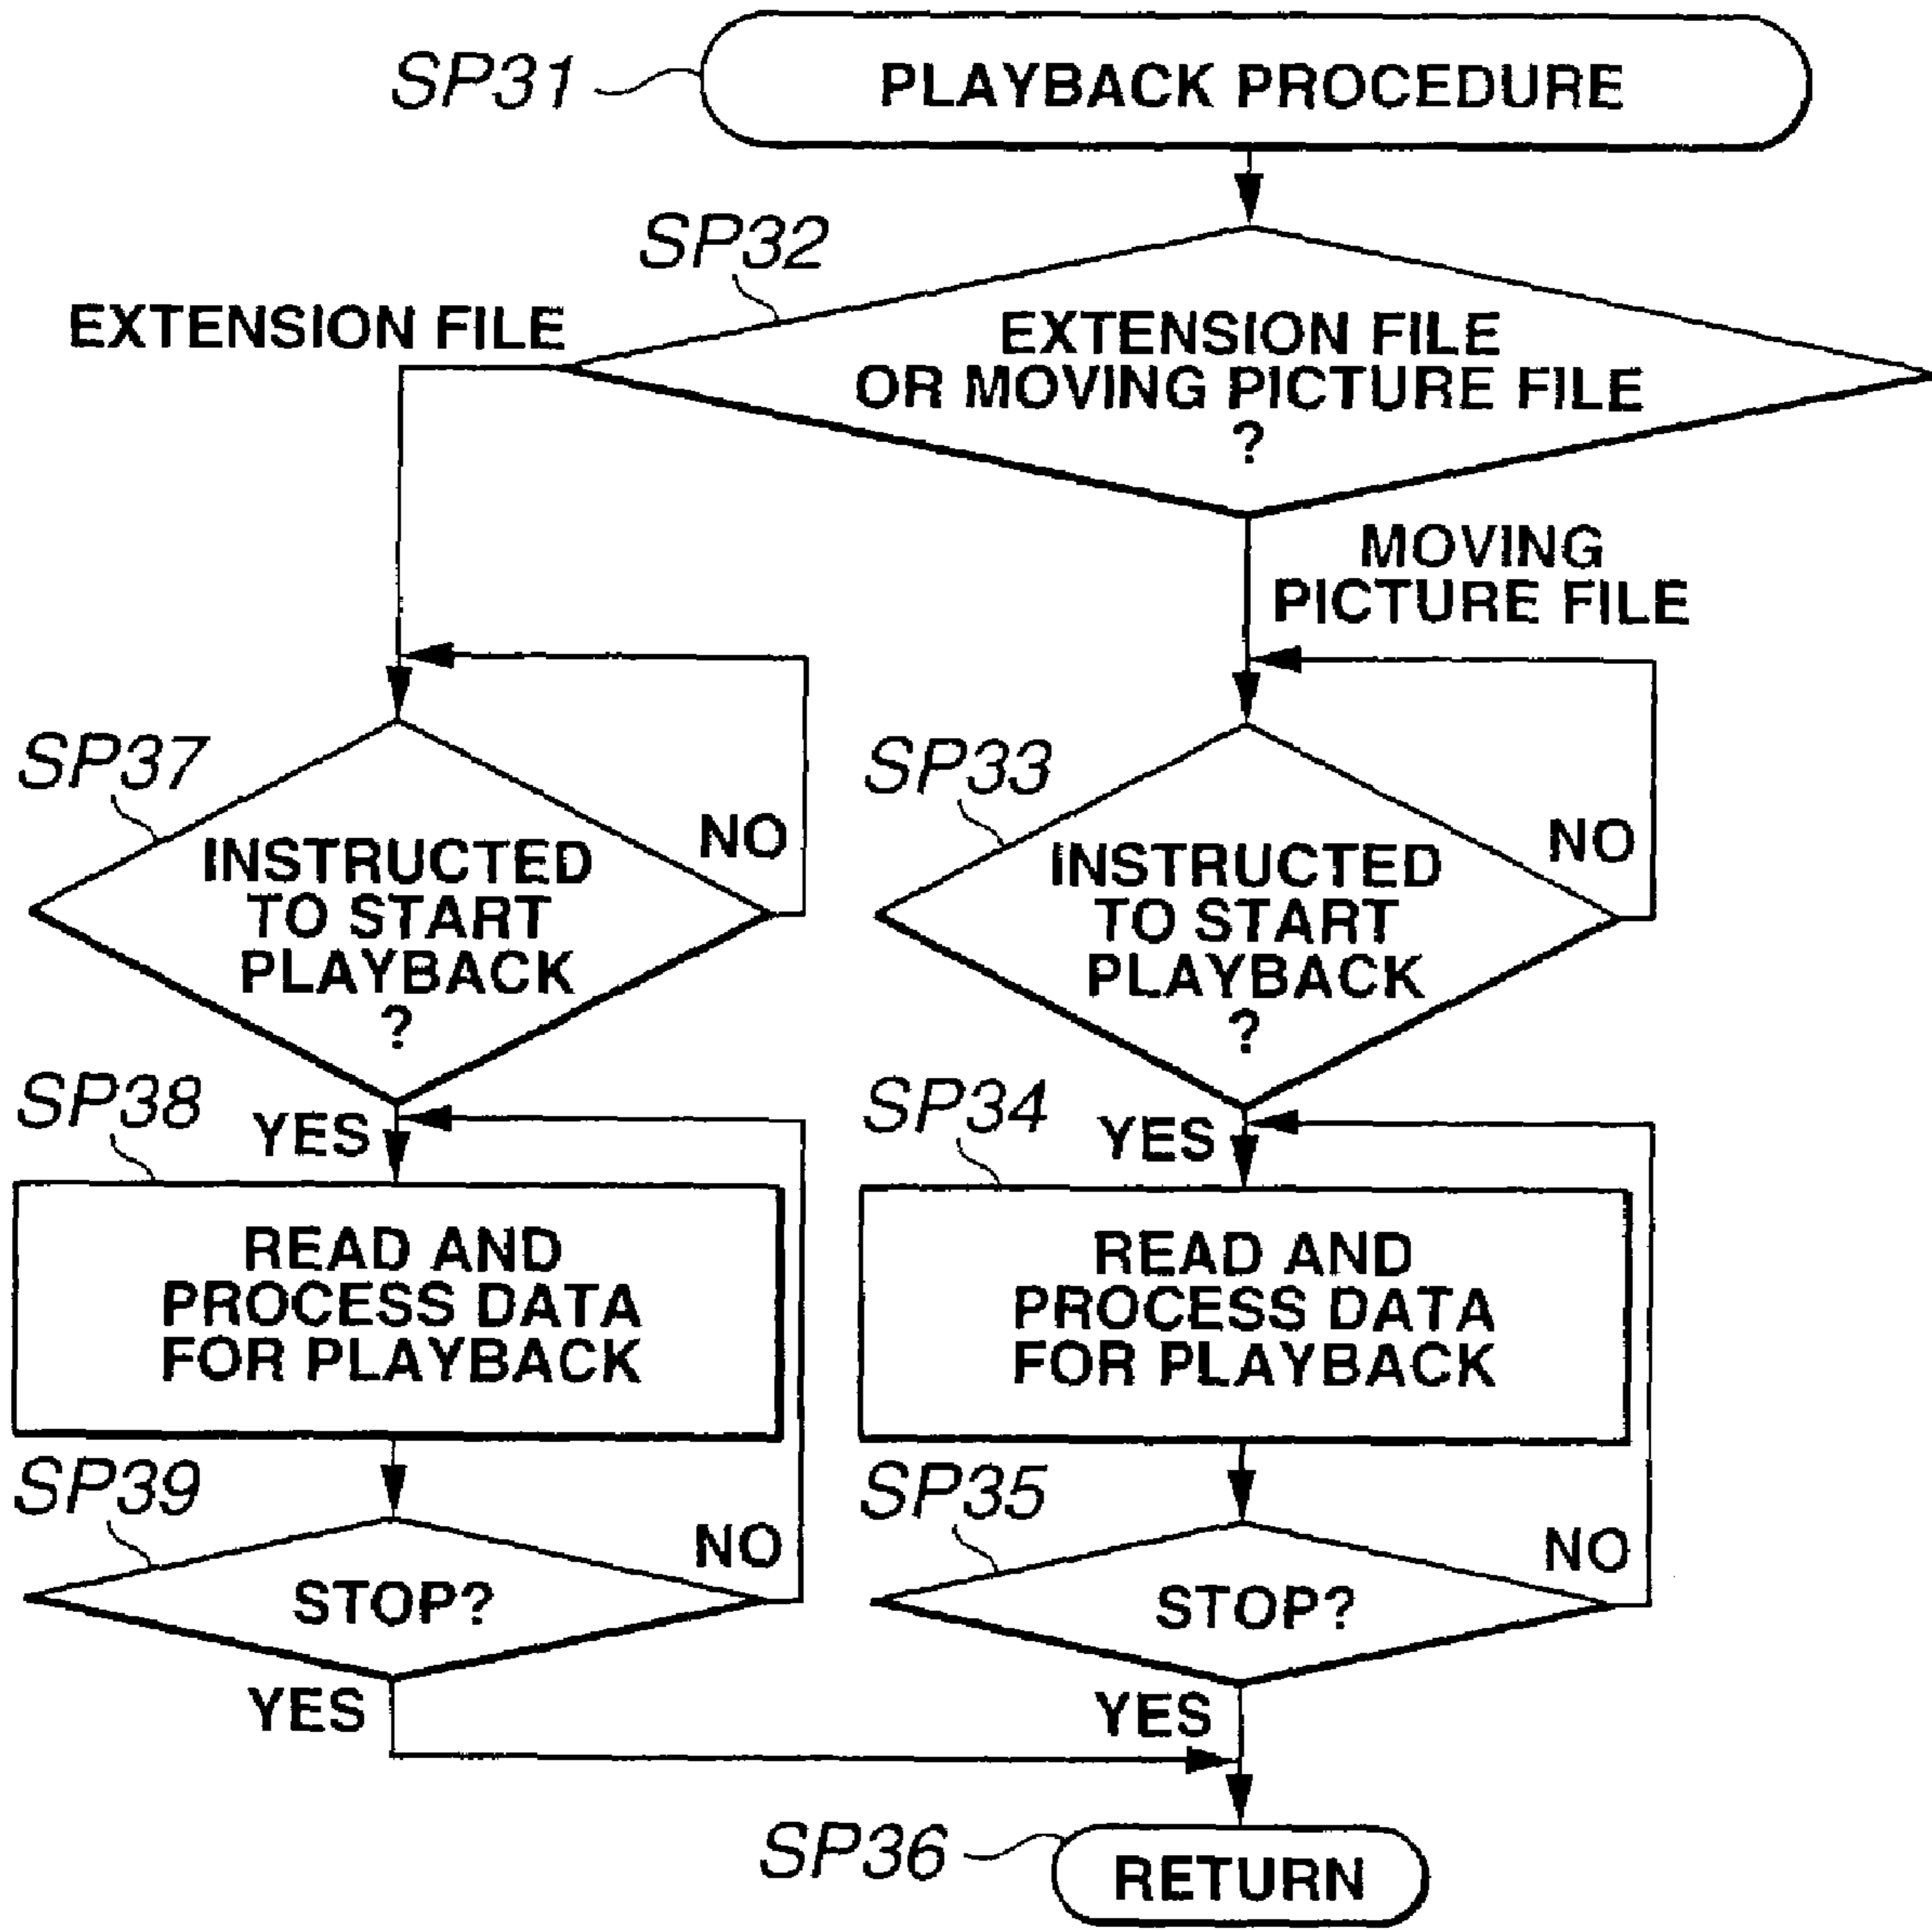 SP31
PLAYBACK PROCEDURE
SP32
EXTENSION FILE
EXTENSION FILE
OR MOVING PICTURE FILE
?
MOVING
PICTURE FILE
SP37
INSTRUCTED
TO START
PLAYBACK
?
NO
SP33
INSTRUCTED
TO START
PLAYBACK
?
NO
SP38
YES
READ AND
PROCESS DATA
FOR PLAYBACK
SP34
YES
READ AND
PROCESS DATA
FOR PLAYBACK
SP39
STOP?
NO
YES
SP35
STOP?
NO
YES
SP36
RETURN